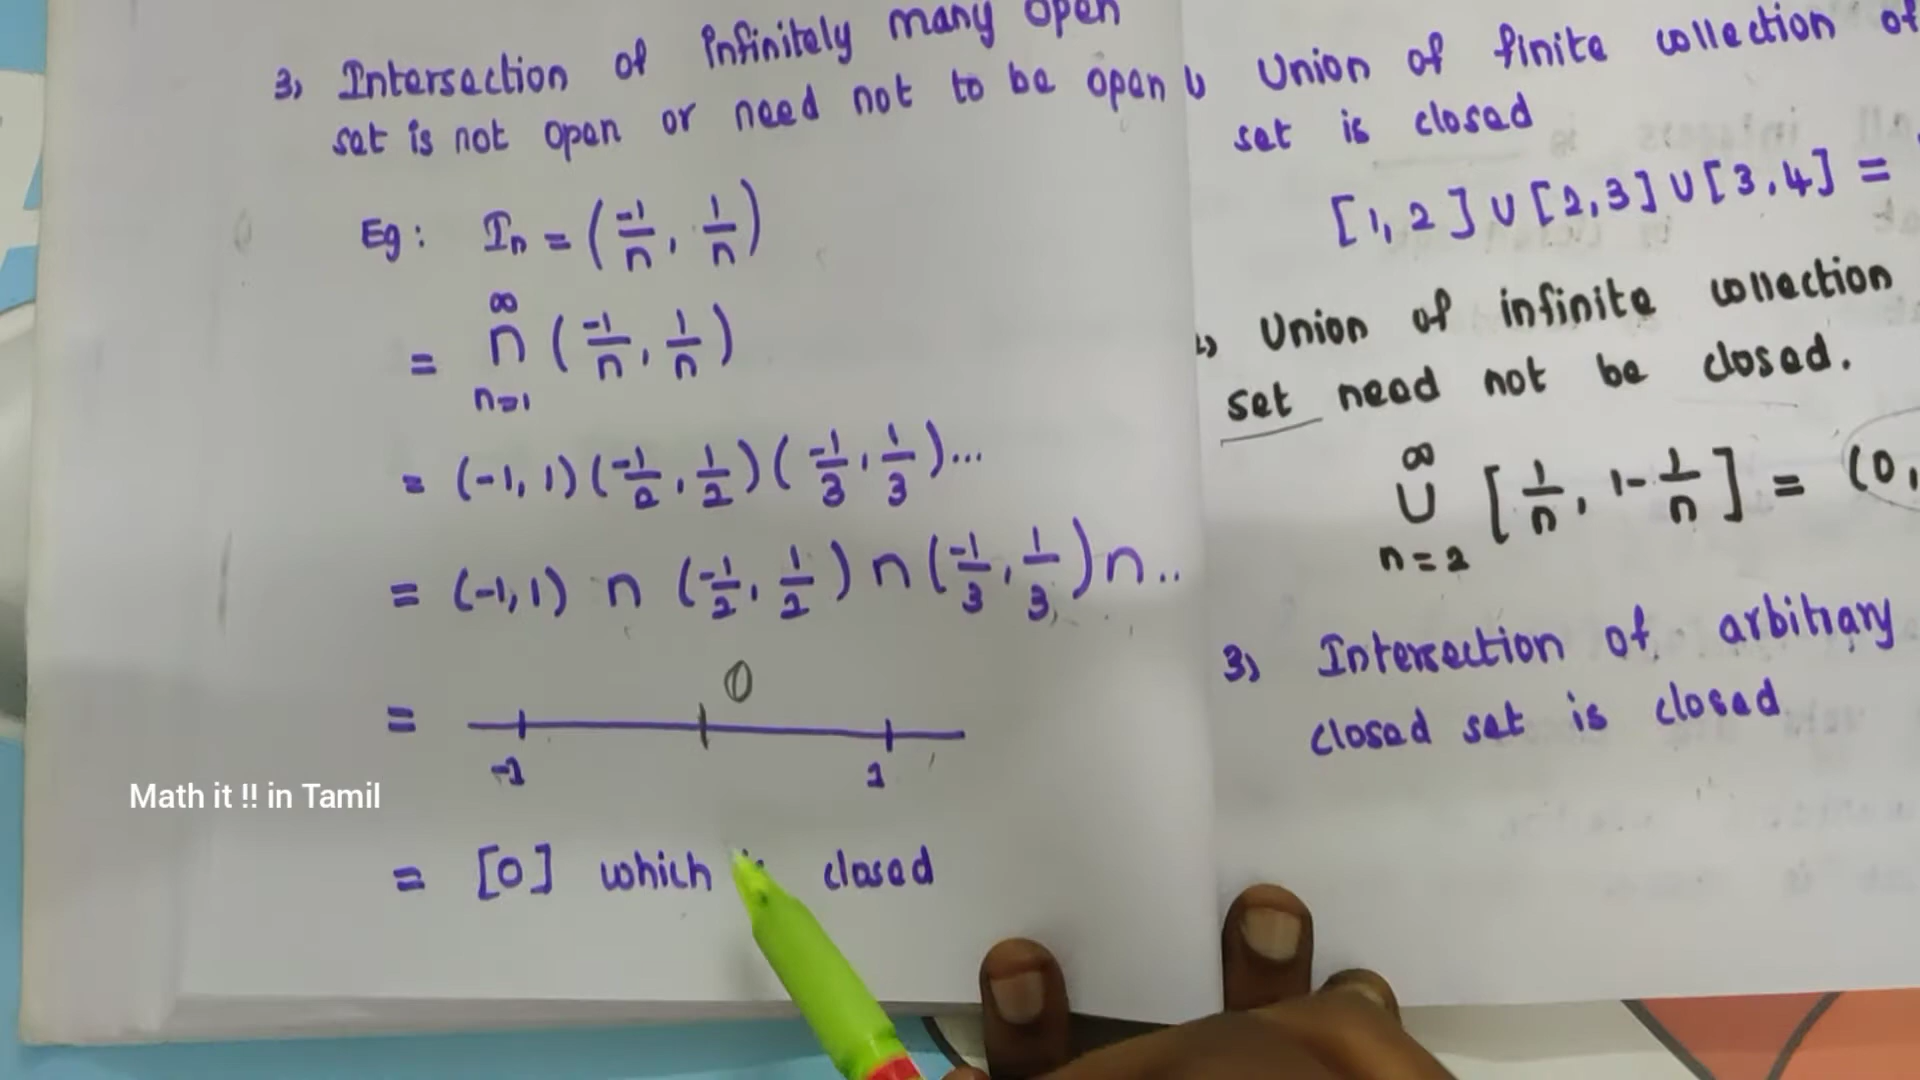 3) Intersection of infinitely many open
set is not open or need not to be open
Eg: In = (-1/n, 1/n)
= ∞∩n=1 (-1/n, 1/n)
= (-1, 1) (-1/2, 1/2) (-1/3, 1/3)...
= (-1, 1) ∩ (-1/2, 1/2) ∩ (-1/3, 1/3) ∩ ..
0
=
-1 1
= [0] which is closed
Union of finite collection of
set is closed
[1, 2] ∪ [2, 3] ∪ [3, 4] =
Union of infinite collection
set need not be closed.
∞∪n=2 [1/n, 1-1/n] = (0,
3) Intersection of arbitiary
closed set is closed
Math it !! in Tamil